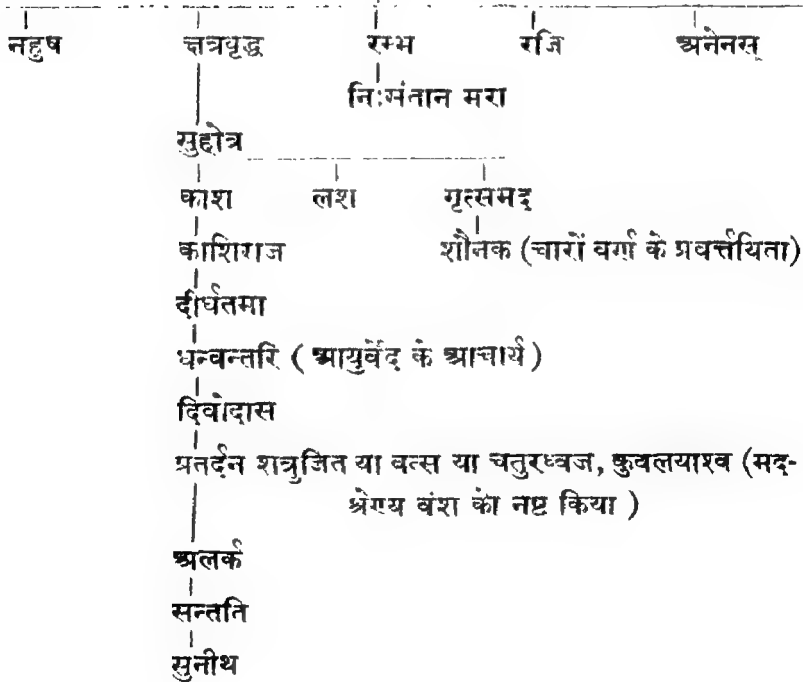 नहुष क्षत्रवृद्ध रम्भ रजि अनेनस्
निःसंतान मरा
सुहोत्र
काश लश गृत्समद
काशिराज शौनक (चारों वर्ण के प्रवर्त्तयिता)
दीर्घतमा
धन्वन्तरि ( आयुर्वेद के आचार्य )
दिवोदास
प्रतर्दन शत्रुजित या वत्स या चतुरध्वज, कुवलयाश्व (मद-
श्रेण्य वंश को नष्ट किया )
अलर्क
सन्तति
सुनीथ